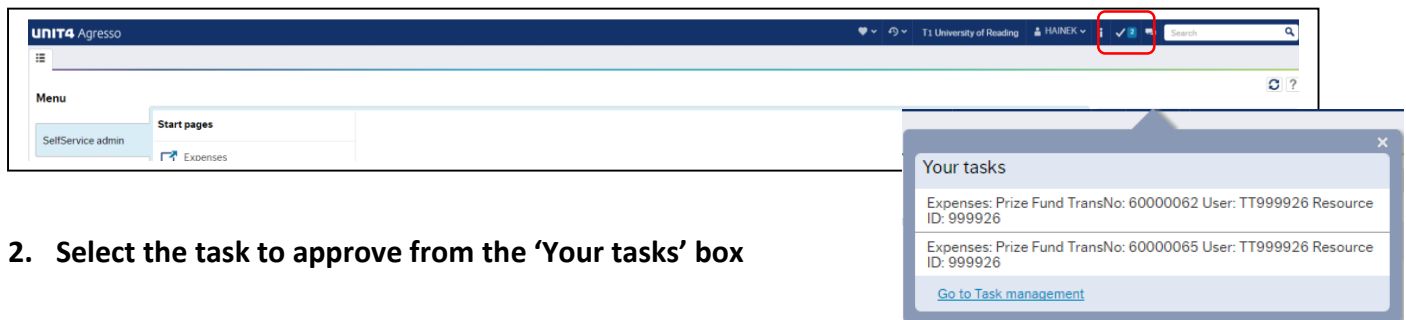 UNIT4 Agresso
T1 University of Reading
HAINEK
2
Search
?
Menu
SelfService admin
Start pages
Expenses
Your tasks
Expenses: Prize Fund TransNo: 60000062 User: TT999926 Resource
ID: 999926
Expenses: Prize Fund TransNo: 60000065 User: TT999926 Resource
ID: 999926
Go to Task management
2. Select the task to approve from the ‘Your tasks’ box